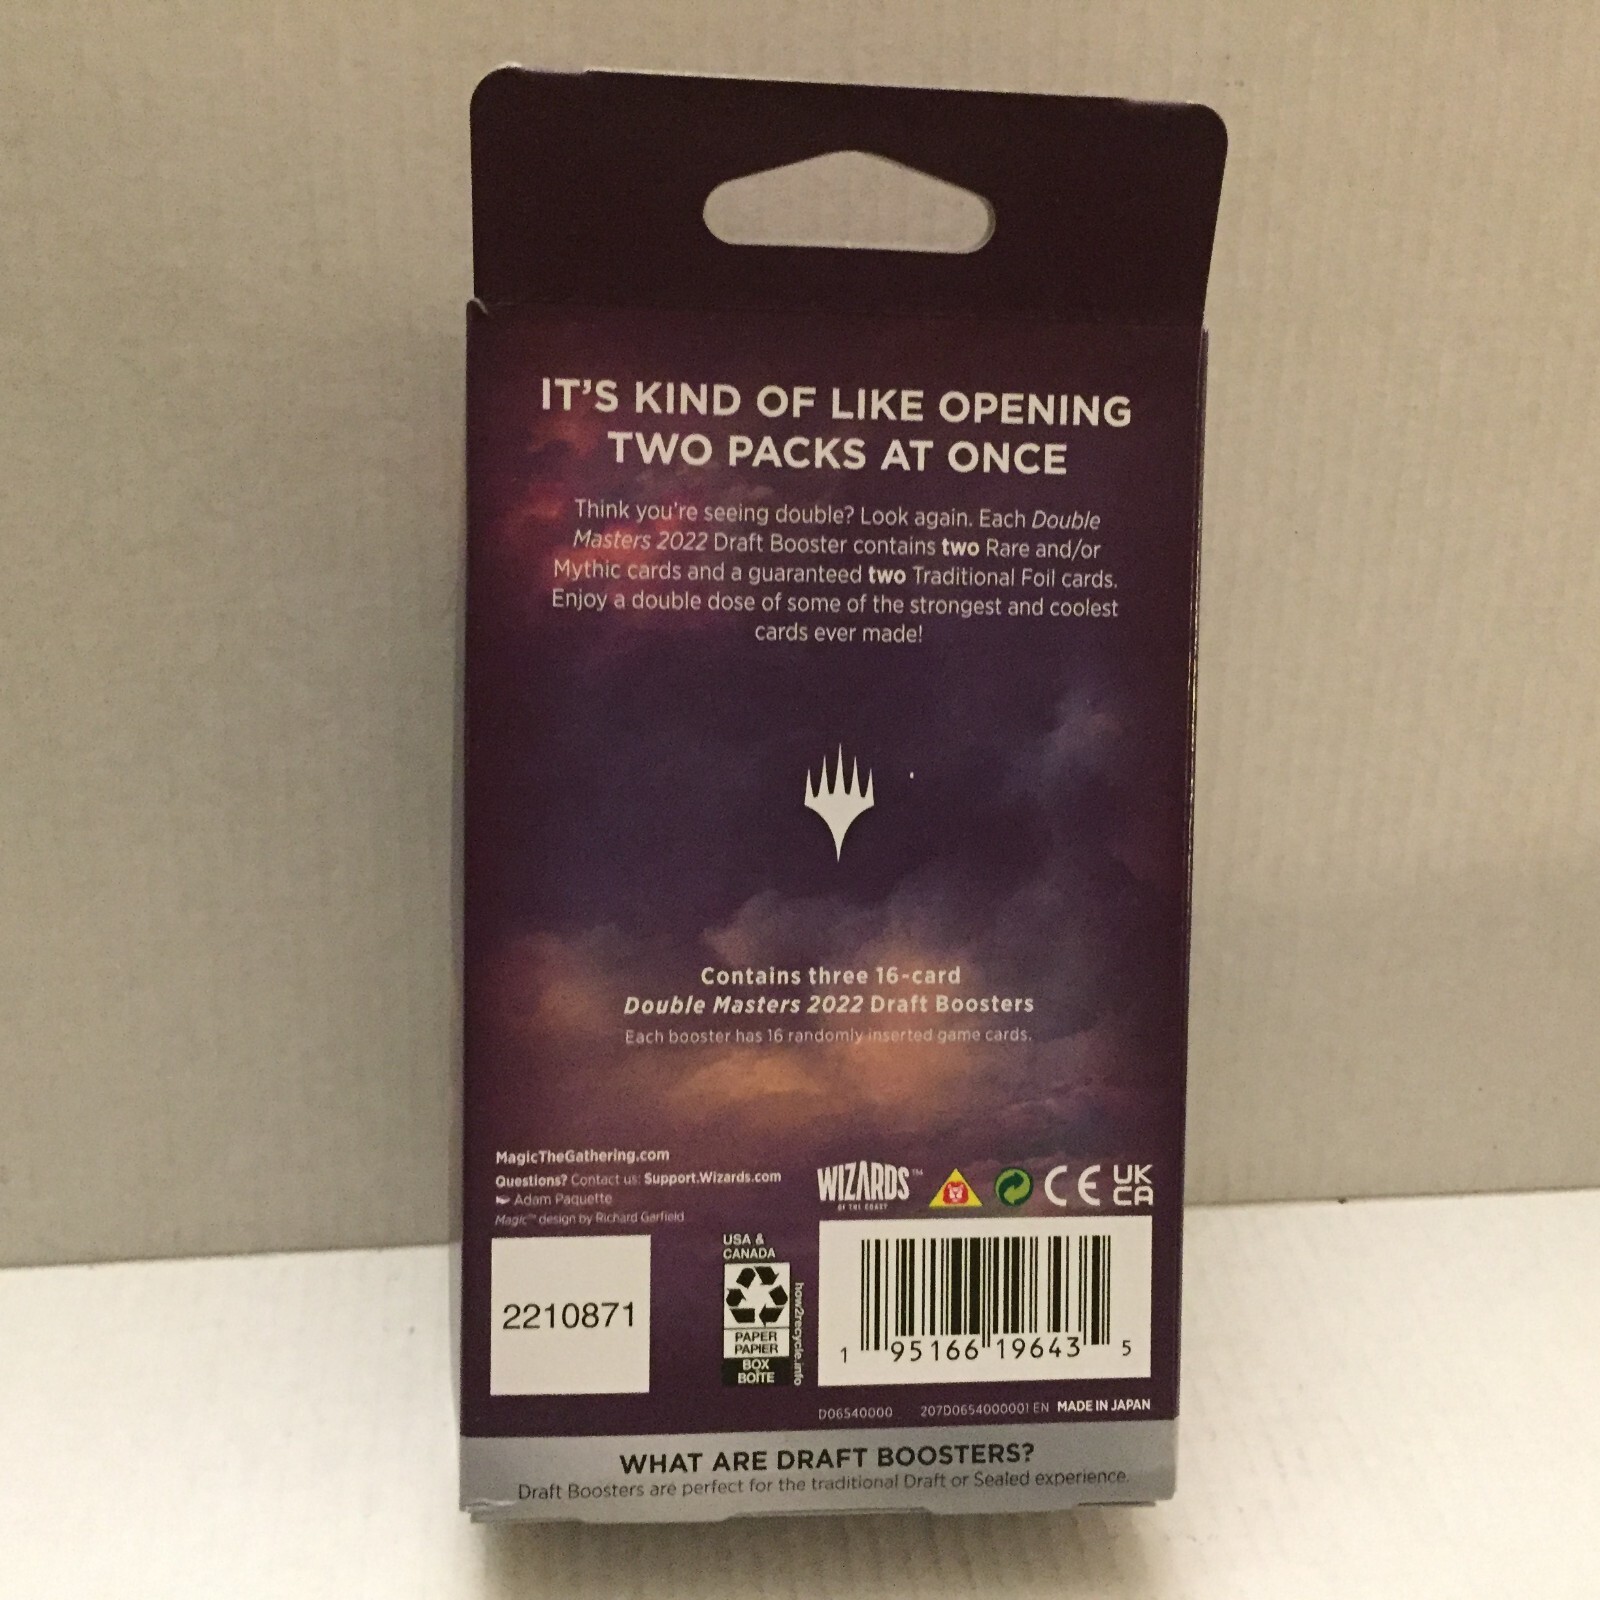 IT'S KIND OF LIKE OPENING
TWO PACKS AT ONCE
Think you're seeing double? Look again. Each Double
Masters 2022 Draft Booster contains two Rare and/or
Mythic cards and a guaranteed two Traditional Foil cards.
Enjoy a double dose of some of the strongest and coolest
cards ever made!
Contains three 16-card
Double Masters 2022 Draft Boosters
Each booster has 16 randomly inserted game cards.
MagicTheGathering.com
Questions? Contact us: Support.Wizards.com
Adam Paquette
Magic™ design by Richard Garfield
WIZARDS™
OF THE COAST
CE
UK
CA
2210871
USA &
CANADA
PAPER
PAPIER
BOX
BOÎTE
how2recycle.info
1 95166 19643 5
D06540000 207D0654000001 EN MADE IN JAPAN
WHAT ARE DRAFT BOOSTERS?
Draft Boosters are perfect for the traditional Draft or Sealed experience.